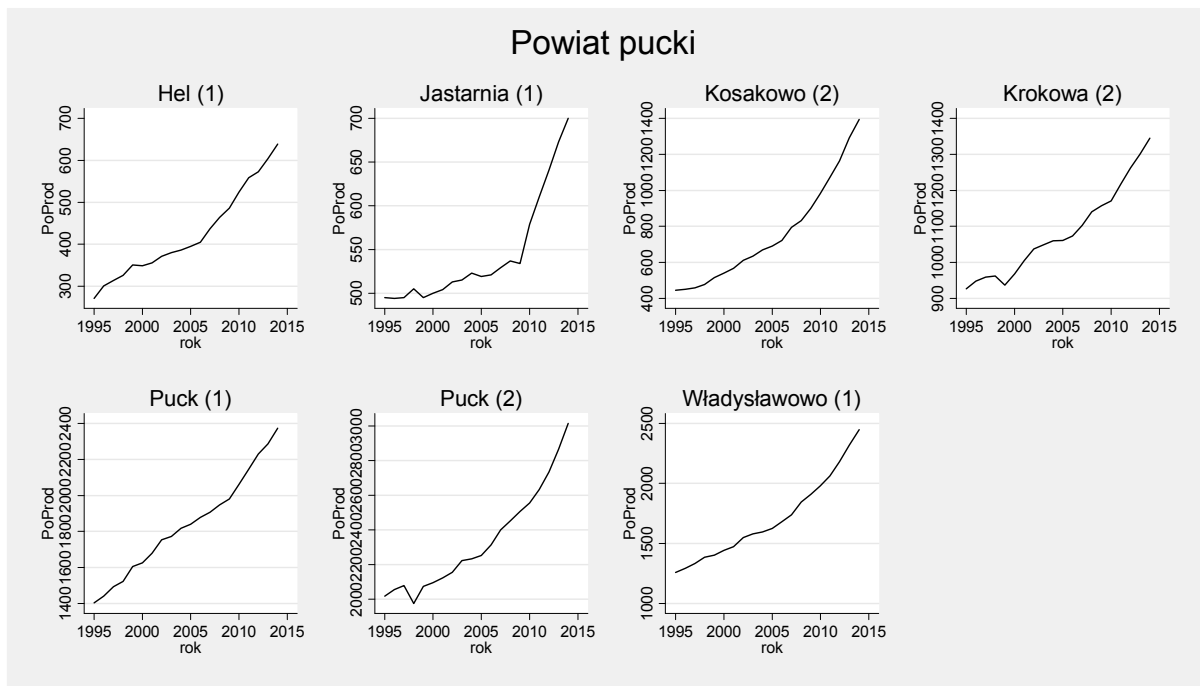 Powiat pucki
Hel (1)
PoProd
700
600
500
400
300
1995 2000 2005 2010 2015
rok
Jastarnia (1)
PoProd
700
650
600
550
500
1995 2000 2005 2010 2015
rok
Kosakowo (2)
PoProd
1400
1200
1000
800
600
400
1995 2000 2005 2010 2015
rok
Krokowa (2)
PoProd
1400
1300
1200
1100
1000
900
1995 2000 2005 2010 2015
rok
Puck (1)
PoProd
2400
2200
2000
1800
1600
1400
1995 2000 2005 2010 2015
rok
Puck (2)
PoProd
3000
2800
2600
2400
2200
2000
1995 2000 2005 2010 2015
rok
Władysławowo (1)
PoProd
2500
2000
1500
1000
1995 2000 2005 2010 2015
rok